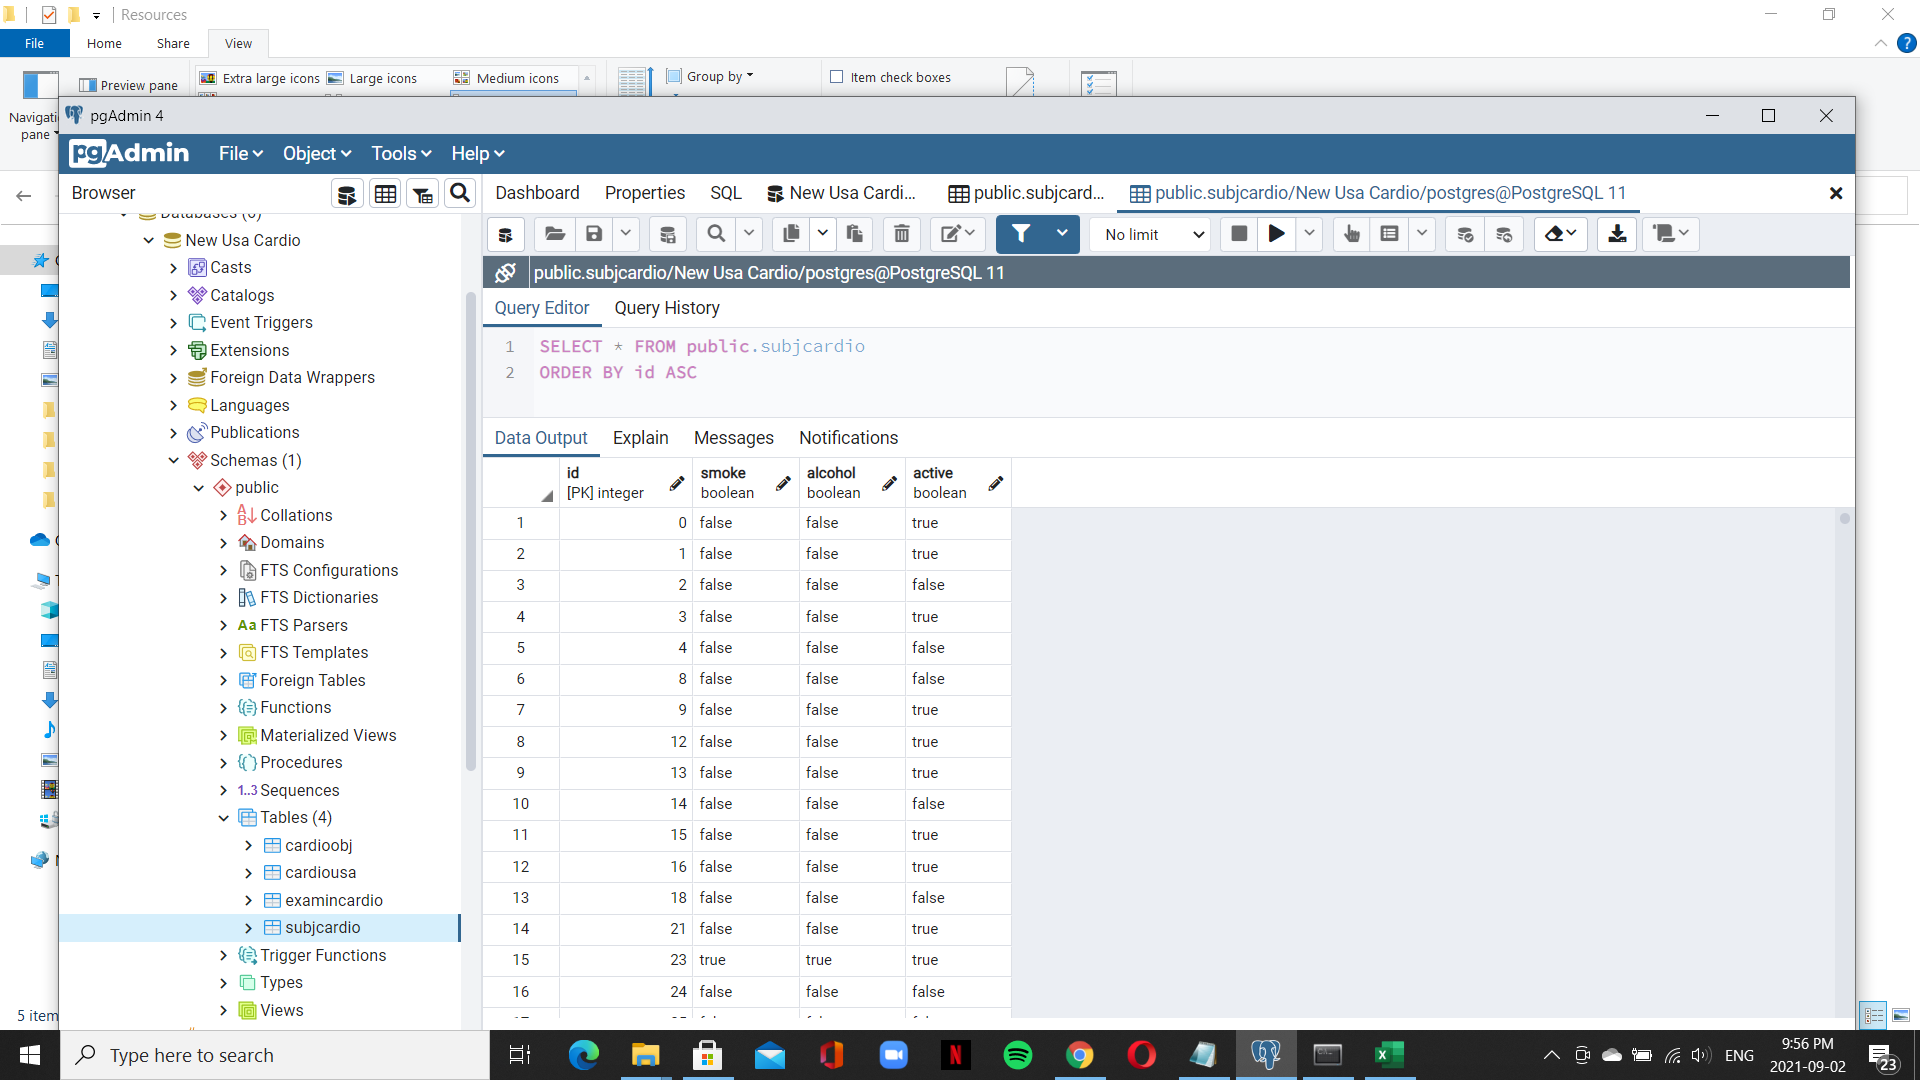 Resources
File Home Share View
Preview pane Extra large icons Large icons Medium icons Group by Item check boxes
pane
pgAdmin 4
pgAdmin File Object Tools Help
Browser Dashboard Properties SQL New Usa Cardi... public.subjcard... public.subjcardio/New Usa Cardio/postgres@PostgreSQL 11
No limit
public.subjcardio/New Usa Cardio/postgres@PostgreSQL 11
Query Editor Query History
1 SELECT * FROM public.subjcardio
2 ORDER BY id ASC
Data Output Explain Messages Notifications
id smoke alcohol active
[PK] integer boolean boolean boolean
1 0 false false true
2 1 false false true
3 2 false false false
4 3 false false true
5 4 false false false
6 8 false false false
7 9 false false true
8 12 false false true
9 13 false false true
10 14 false false false
11 15 false false true
12 16 false false true
13 18 false false false
14 21 false false true
15 23 true true true
16 24 false false false
New Usa Cardio
Casts
Catalogs
Event Triggers
Extensions
Foreign Data Wrappers
Languages
Publications
Schemas (1)
public
Collations
Domains
FTS Configurations
FTS Dictionaries
Aa FTS Parsers
FTS Templates
Foreign Tables
Functions
Materialized Views
Procedures
1..3 Sequences
Tables (4)
cardioobj
cardiousa
examincardio
subjcardio
Trigger Functions
Types
Views
5 item
Type here to search
ENG
9:56 PM
2021-09-02
23